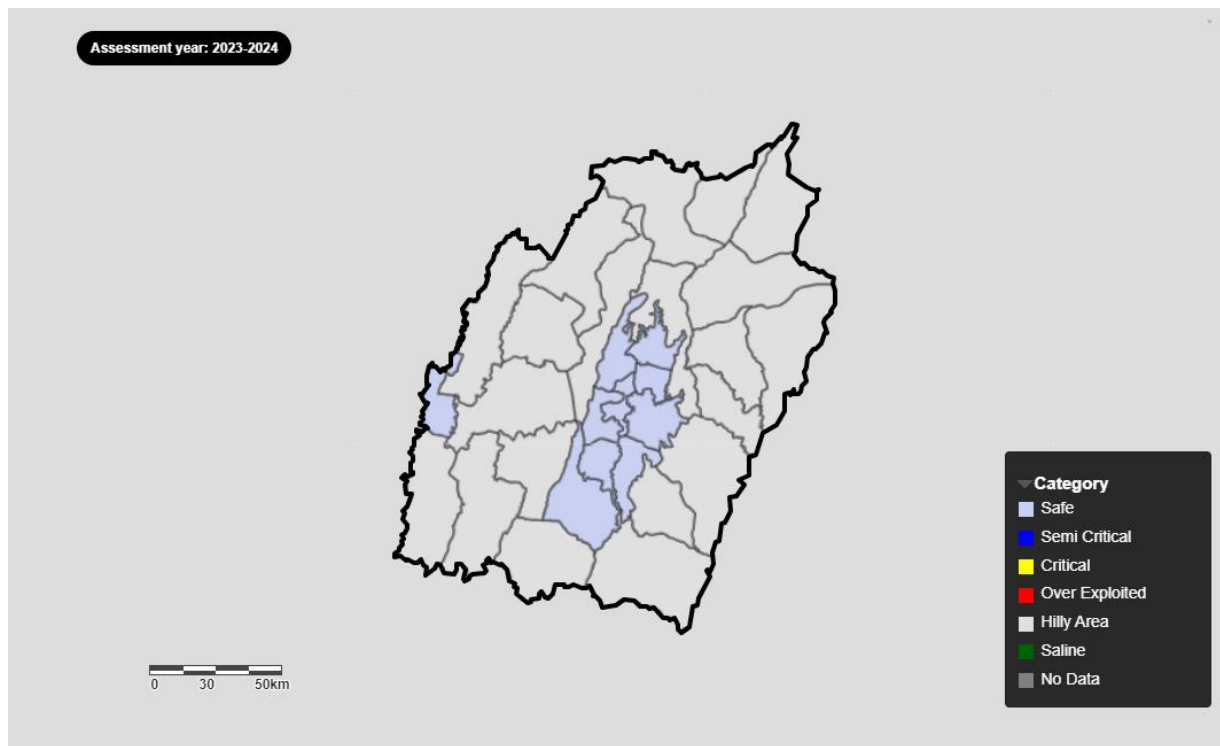 Assessment year: 2023-2024
Category
Safe
Semi Critical
Critical
Over Exploited
Hilly Area
Saline
No Data
0 30 50km